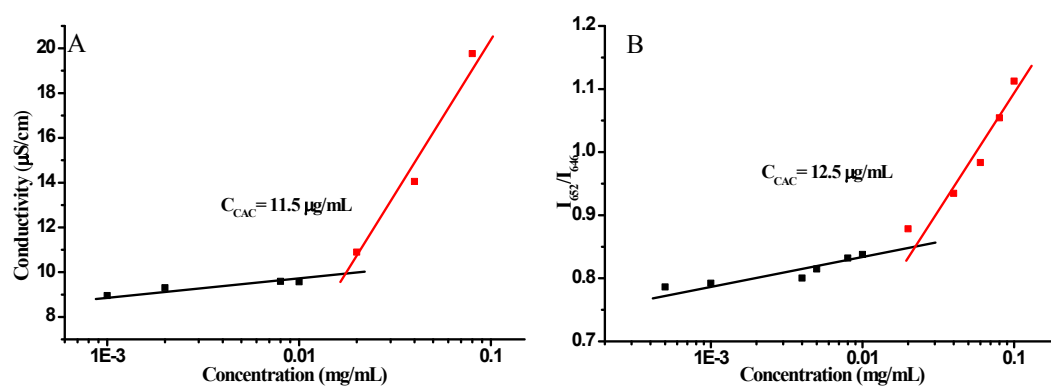 A
Conductivity (µS/cm)
20
18
16
14
12
10
8
C_CAC = 11.5 µg/mL
1E-3
0.01
0.1
Concentration (mg/mL)
B
I_652/I_646
1.2
1.1
1.0
0.9
0.8
0.7
C_CAC = 12.5 µg/mL
1E-3
0.01
0.1
Concentration (mg/mL)